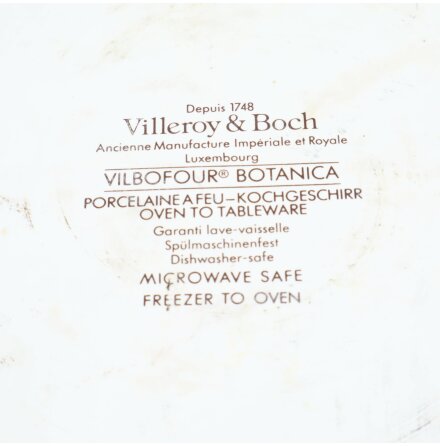 Depuis 1748
Villeroy & Boch
Ancienne Manufacture Impériale et Royale
Luxembourg
VILBOFOUR® BOTANICA
PORCELAINE A FEU–KOCHGESCHIRR
OVEN TO TABLEWARE
Garanti lave-vaisselle
Spülmaschinenfest
Dishwasher-safe
MICROWAVE SAFE
FREEZER TO OVEN